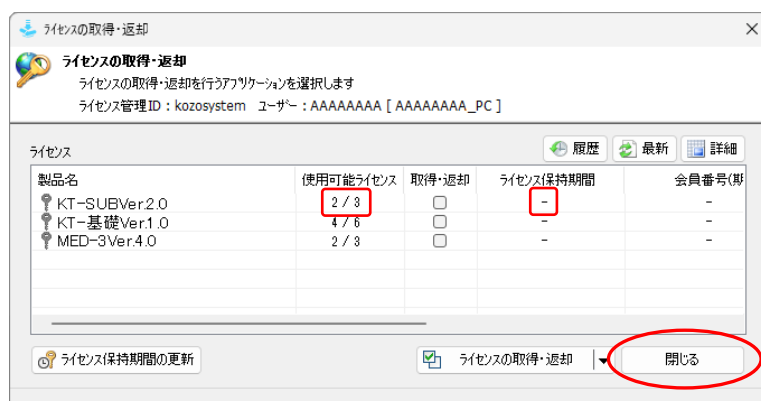 ライセンスの取得・返却
ライセンスの取得・返却
ライセンスの取得・返却を行うアプリケーションを選択します
ライセンス管理ID：kozosystem ユーザー：AAAAAAAA [ AAAAAAAA_PC ]
ライセンス 履歴 最新 詳細
製品名 使用可能ライセンス 取得・返却 ライセンス保持期間 会員番号(期
KT-SUBVer.2.0 2 / 3 - -
KT-基礎Ver.1.0 4 / 6 - -
MED-3Ver.4.0 2 / 3 - -
ライセンス保持期間の更新 ライセンスの取得・返却 閉じる